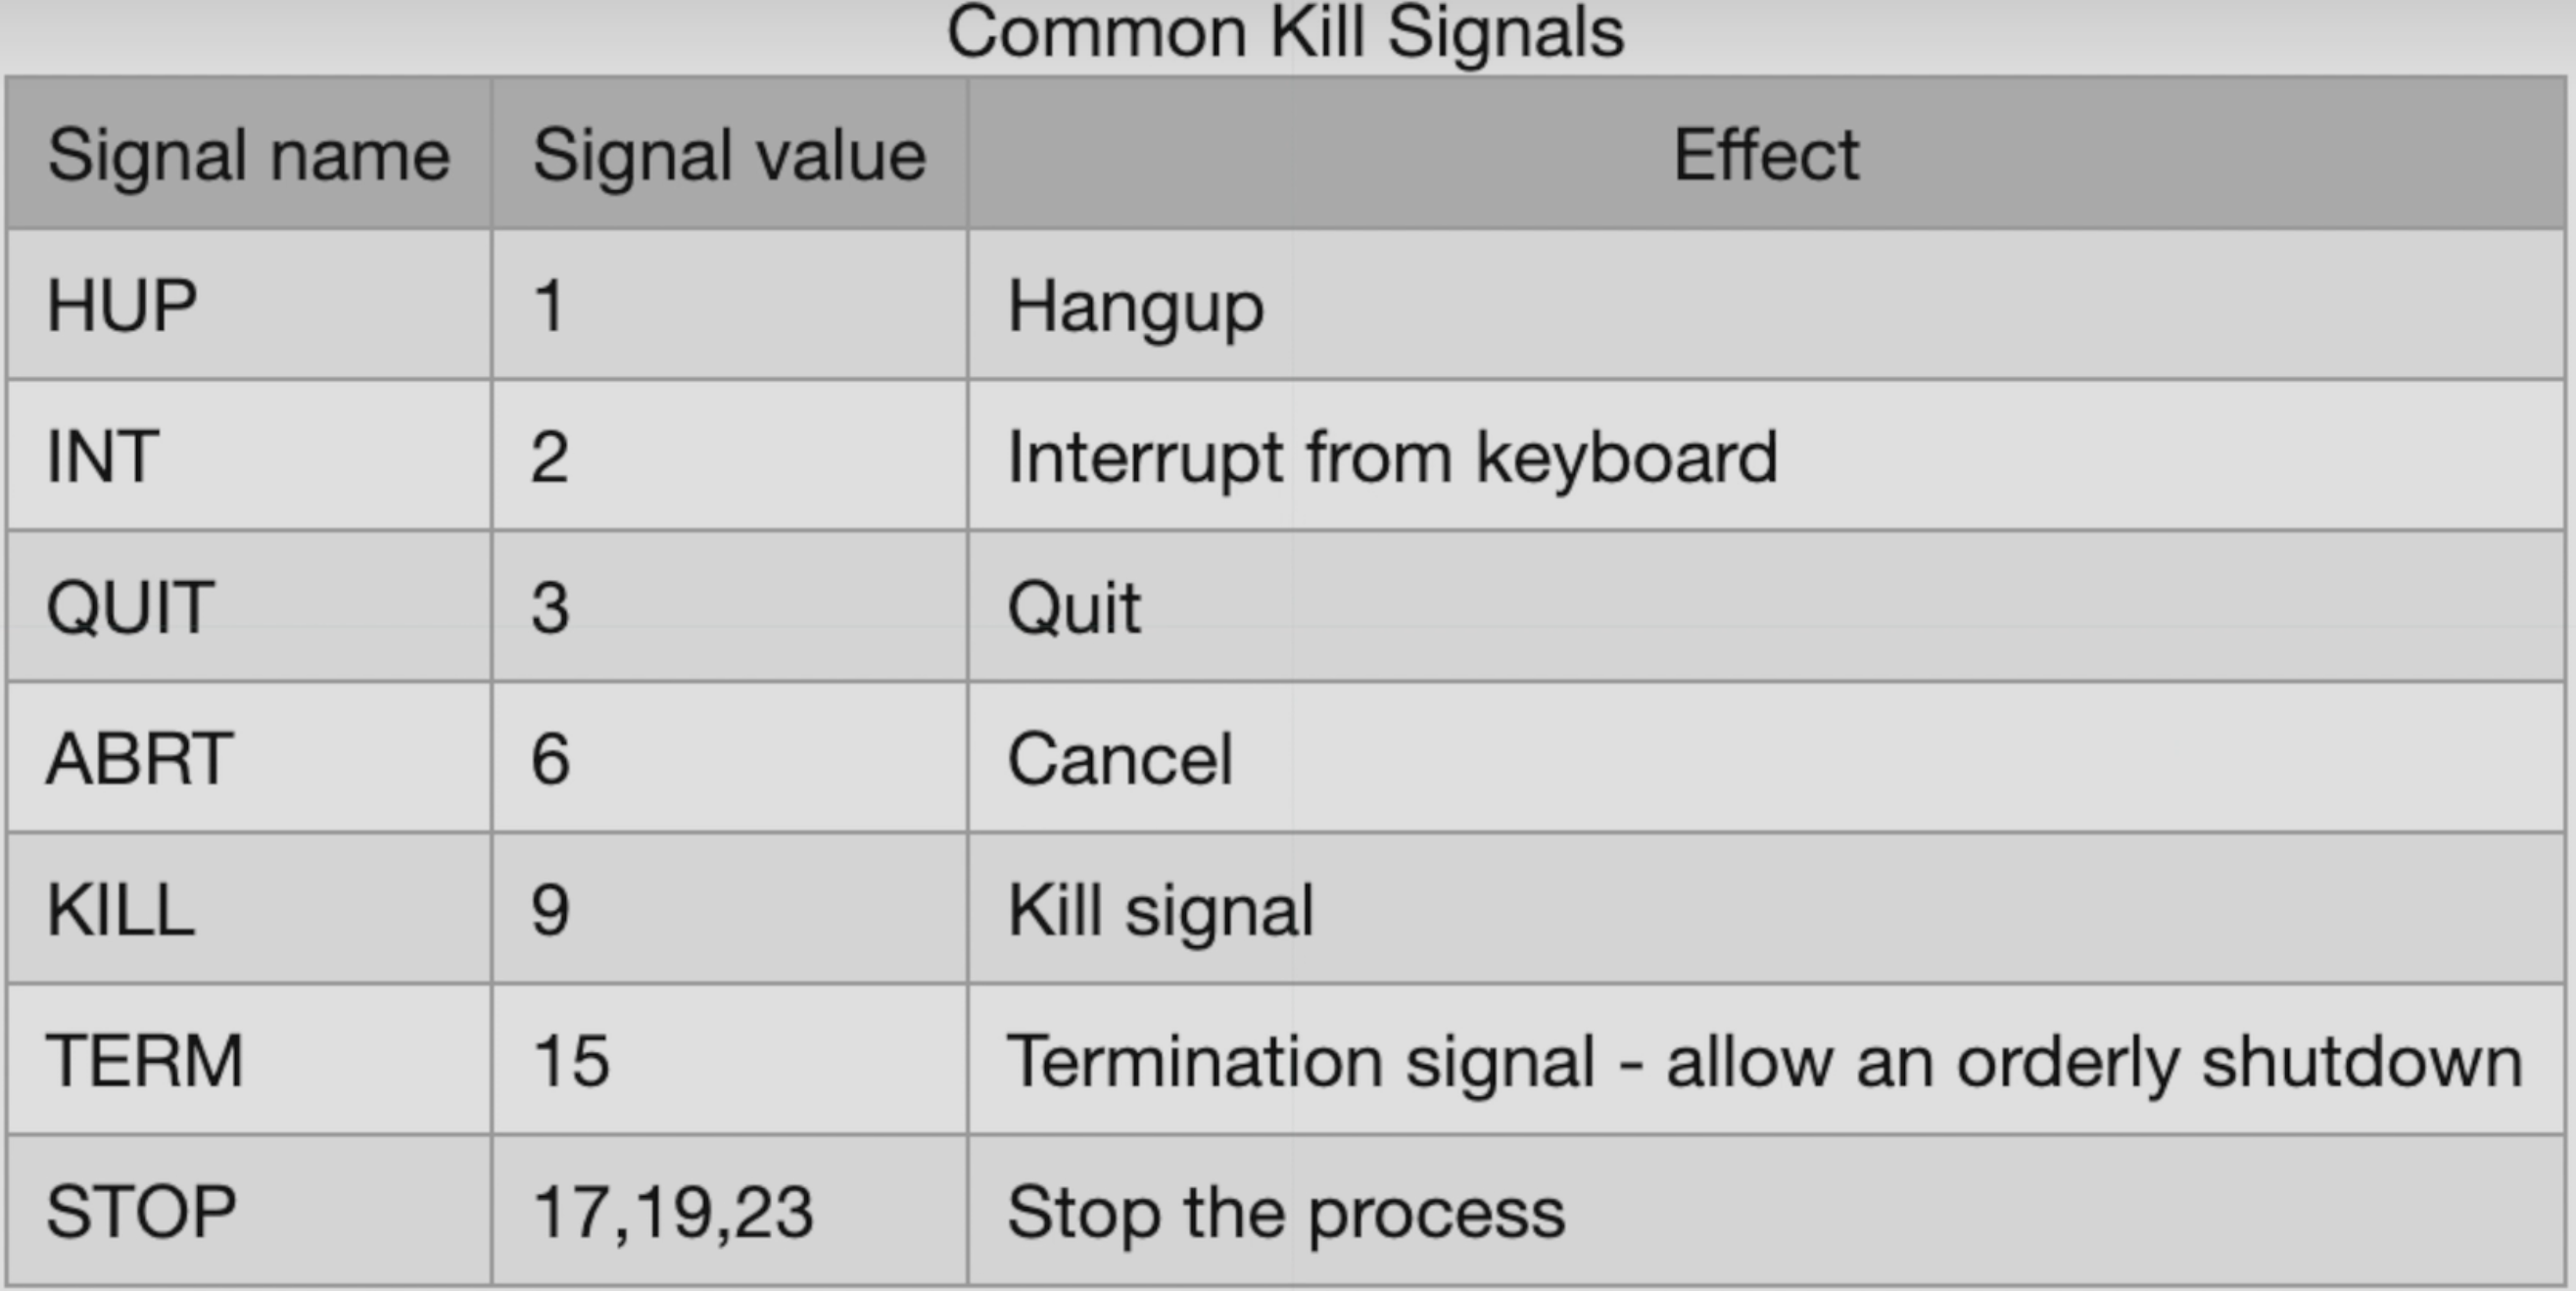 Common Kill Signals
Signal name Signal value Effect
HUP 1 Hangup
INT 2 Interrupt from keyboard
QUIT 3 Quit
ABRT 6 Cancel
KILL 9 Kill signal
TERM 15 Termination signal - allow an orderly shutdown
STOP 17,19,23 Stop the process